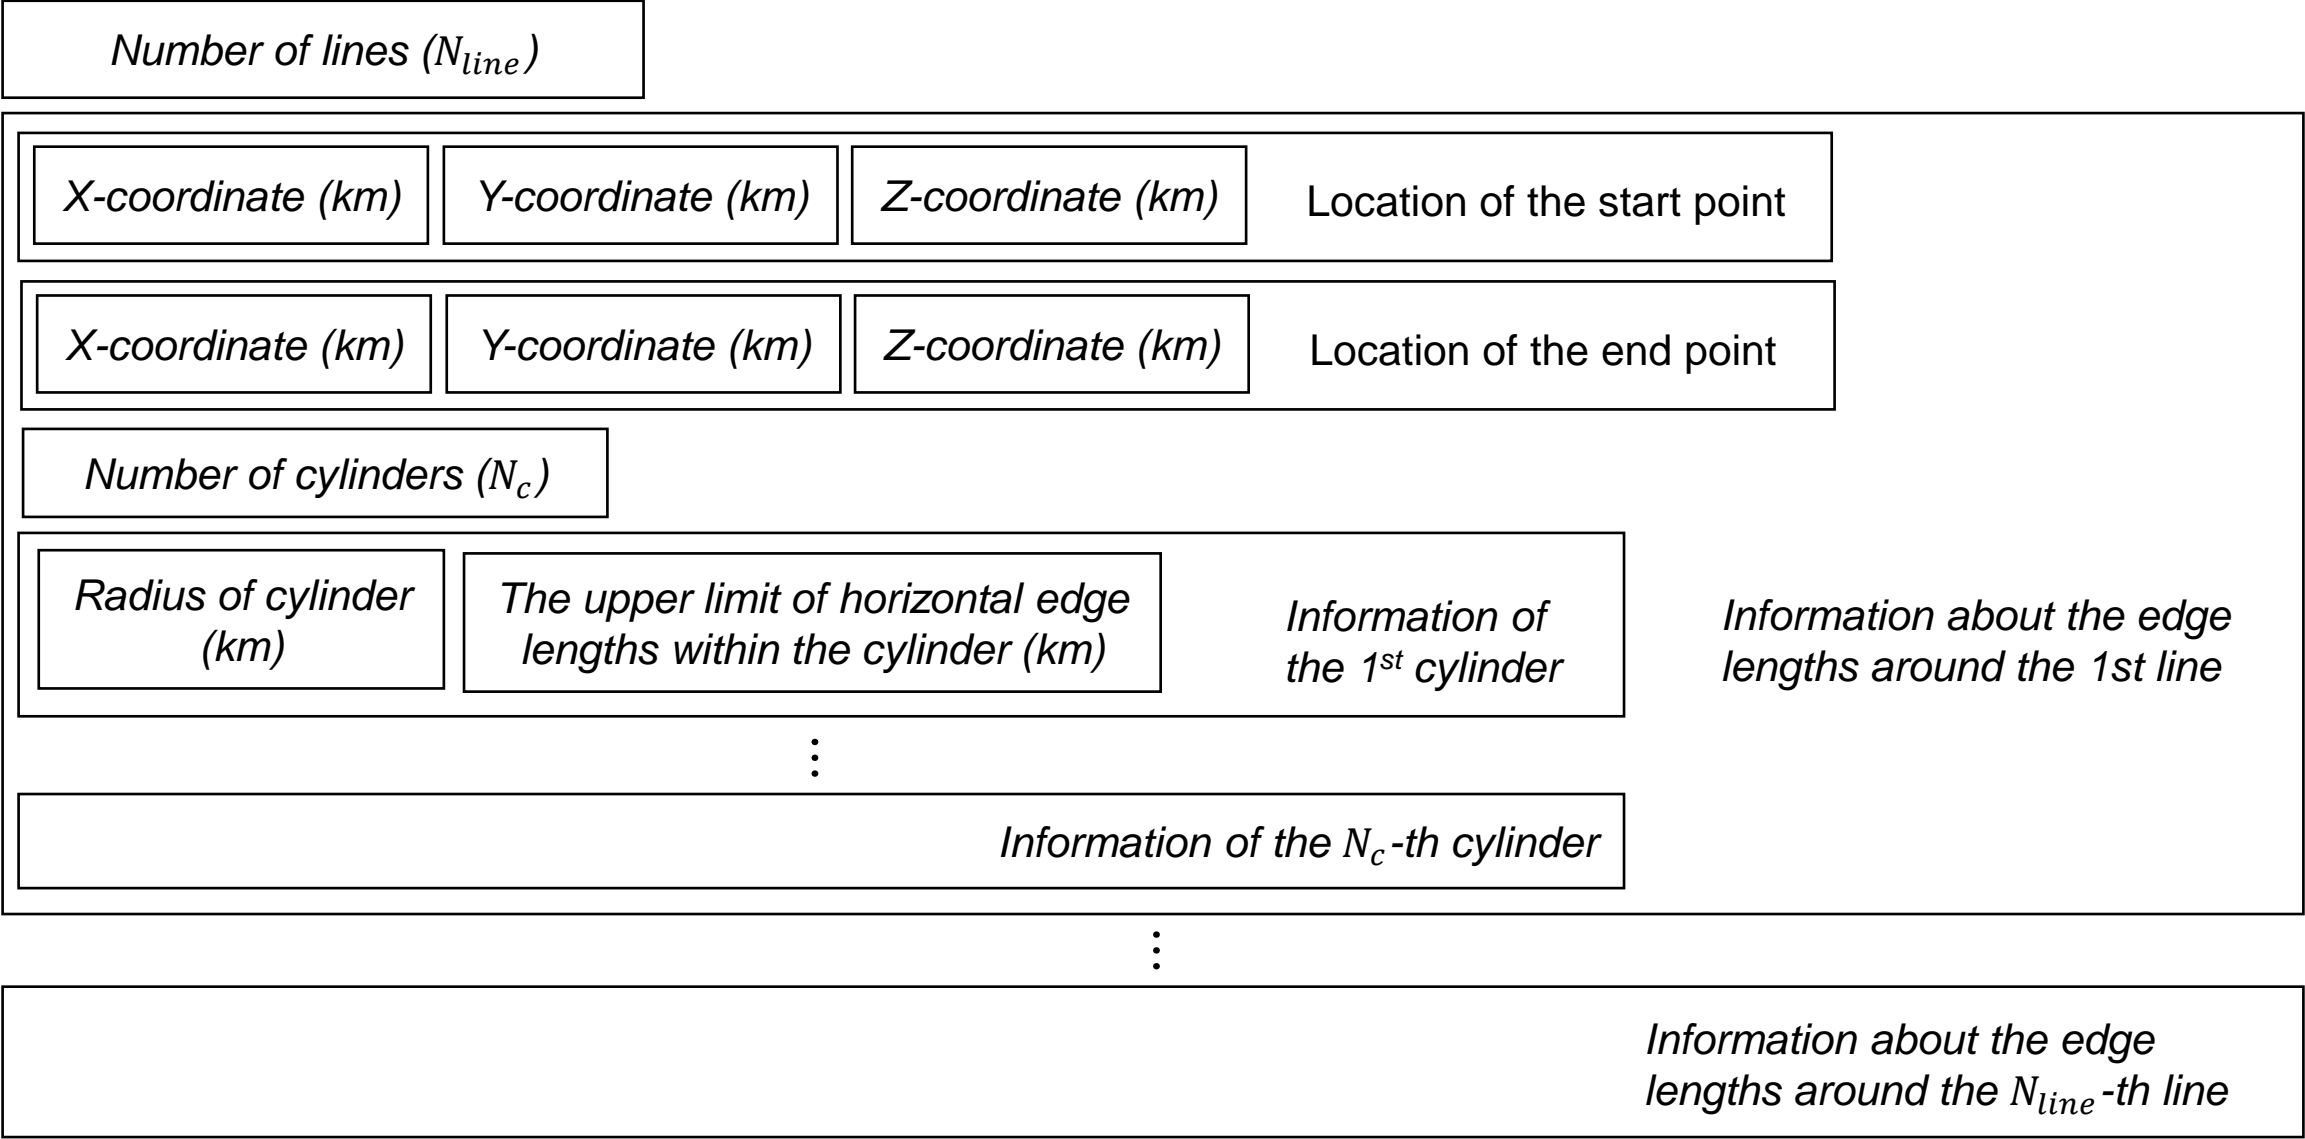 Number of lines (N_line)
X-coordinate (km) Y-coordinate (km) Z-coordinate (km) Location of the start point
X-coordinate (km) Y-coordinate (km) Z-coordinate (km) Location of the end point
Number of cylinders (N_c)
Radius of cylinder
(km)
The upper limit of horizontal edge
lengths within the cylinder (km)
Information of
the 1st cylinder
Information about the edge
lengths around the 1st line
⋮
Information of the N_c-th cylinder
⋮
Information about the edge
lengths around the N_line-th line